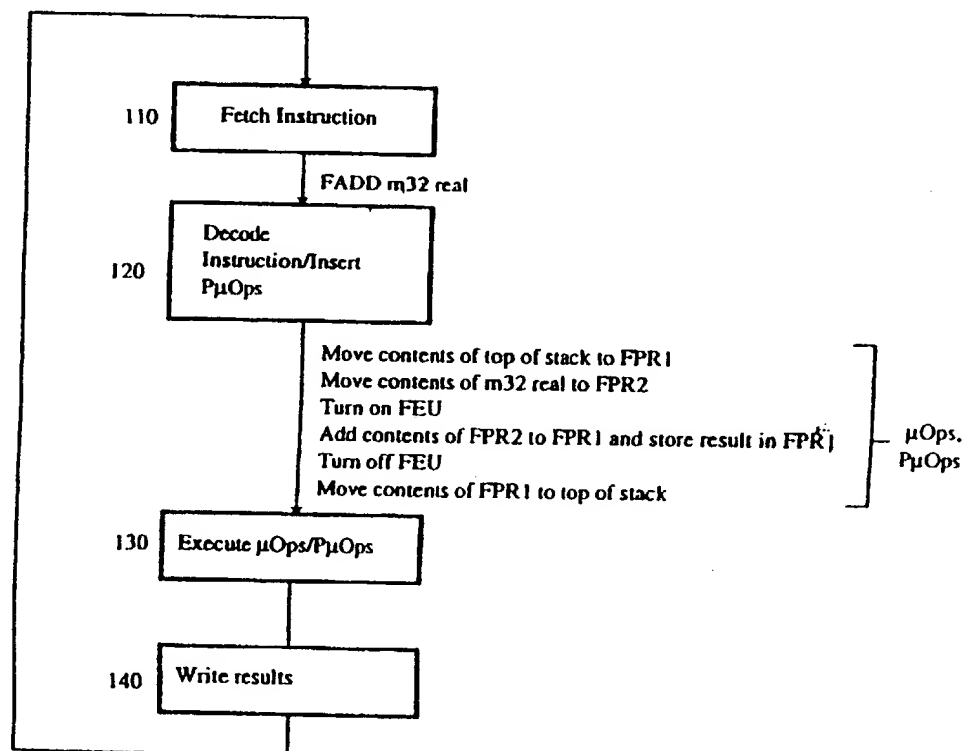 110
Fetch Instruction
FADD m32 real
120
Decode
Instruction/Insert
PµOps
Move contents of top of stack to FPR1
Move contents of m32 real to FPR2
Turn on FEU
Add contents of FPR2 to FPR1 and store result in FPR1
Turn off FEU
Move contents of FPR1 to top of stack
µOps,
PµOps
130
Execute µOps/PµOps
140
Write results